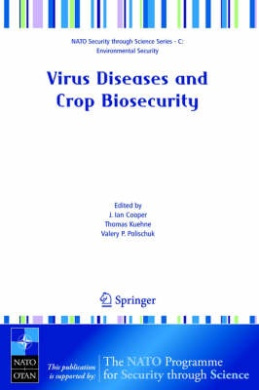 NATO Security through Science Series - C:
Environmental Security
Virus Diseases and
Crop Biosecurity
Edited by
J. Ian Cooper
Thomas Kuehne
Valery P. Polischuk
Springer
NATO
OTAN
This publication
is supported by:
The NATO Programme
for Security through Science